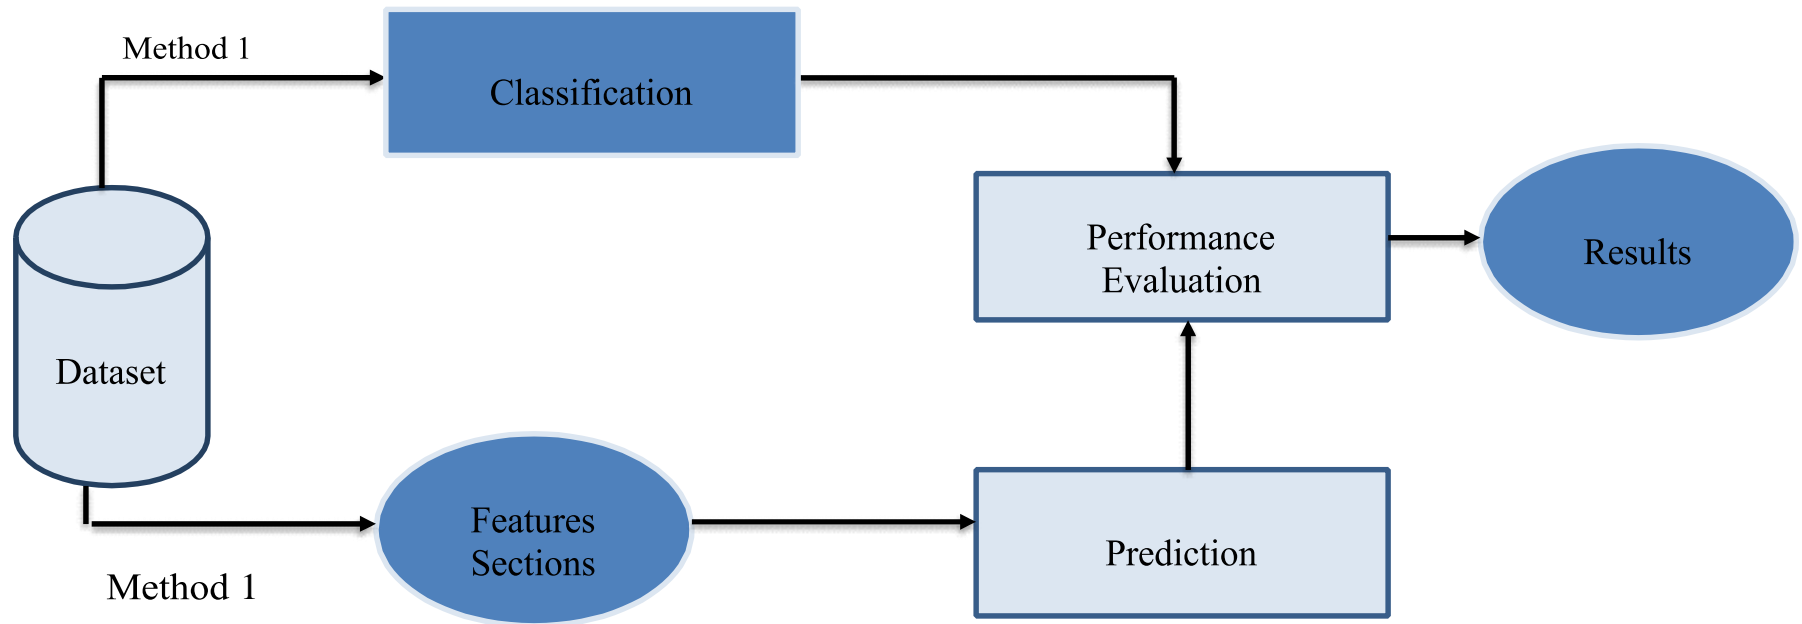 Method 1
Classification
Performance
Evaluation
Results
Dataset
Features
Sections
Prediction
Method 1